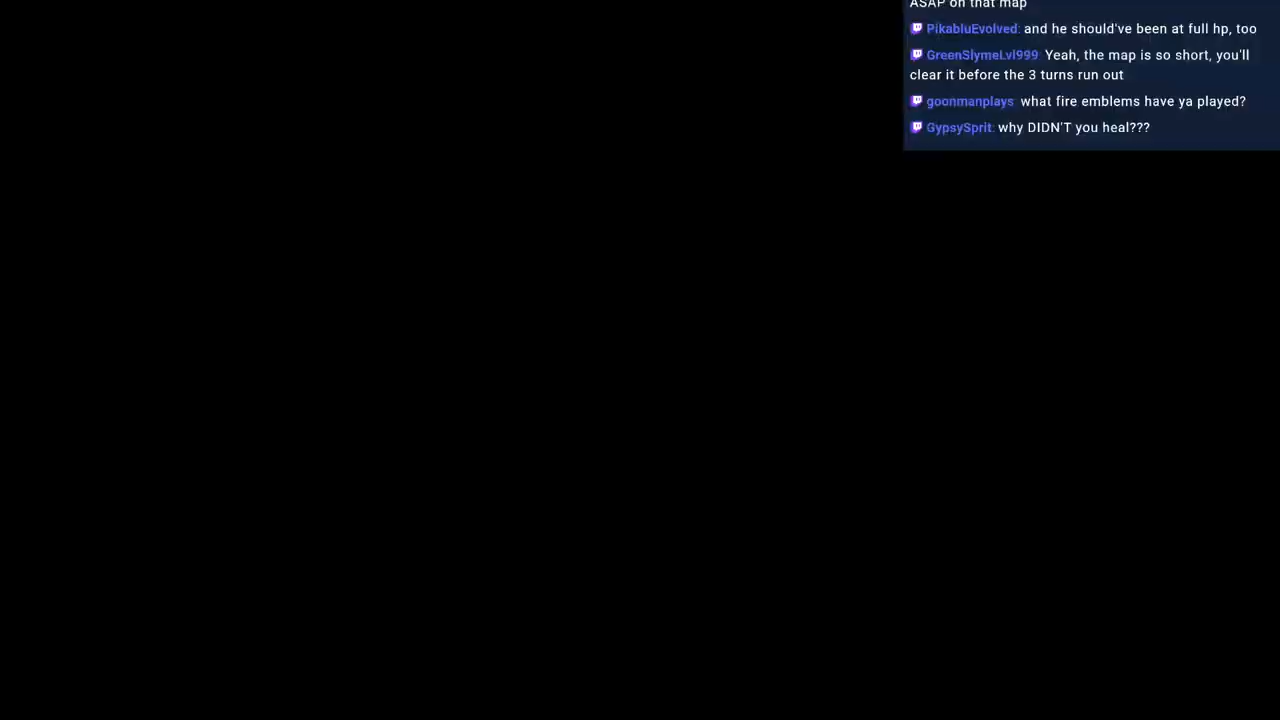 ASAP on that map
PikabluEvolved: and he should've been at full hp, too
GreenSlymeLvl999: Yeah, the map is so short, you'll
clear it before the 3 turns run out
goonmanplays: what fire emblems have ya played?
GypsySprit: why DIDN'T you heal???